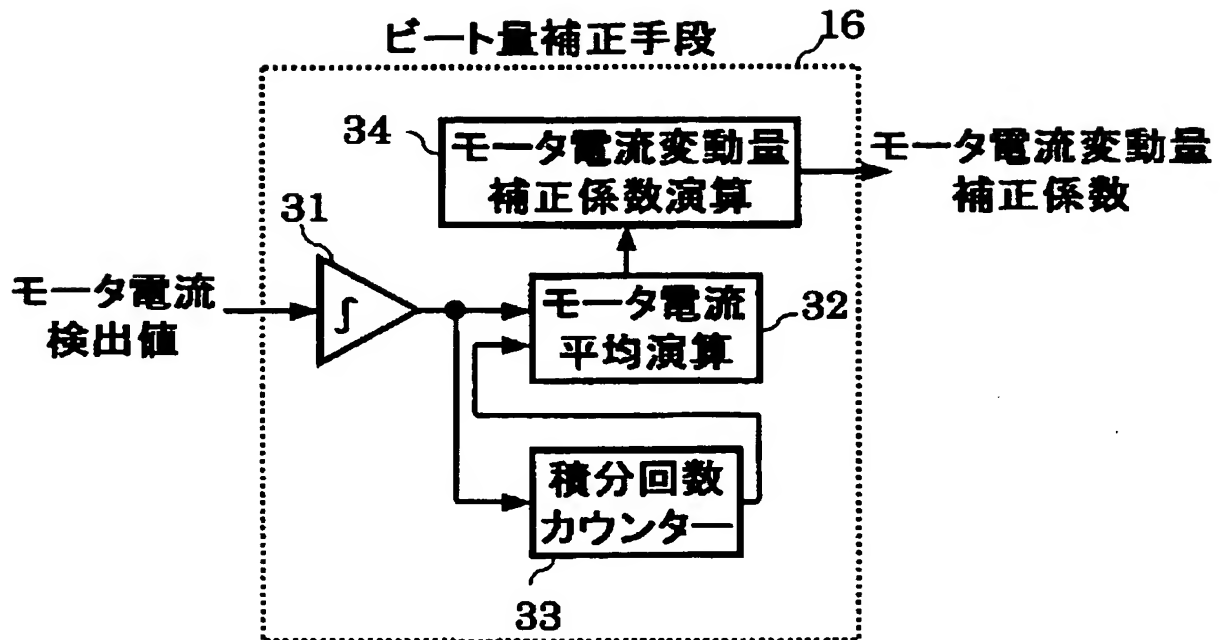 ビート量補正手段
16
34
モータ電流変動量
補正係数演算
モータ電流変動量
補正係数
31
モータ電流
検出値
∫
モータ電流
平均演算
32
積分回数
カウンター
33